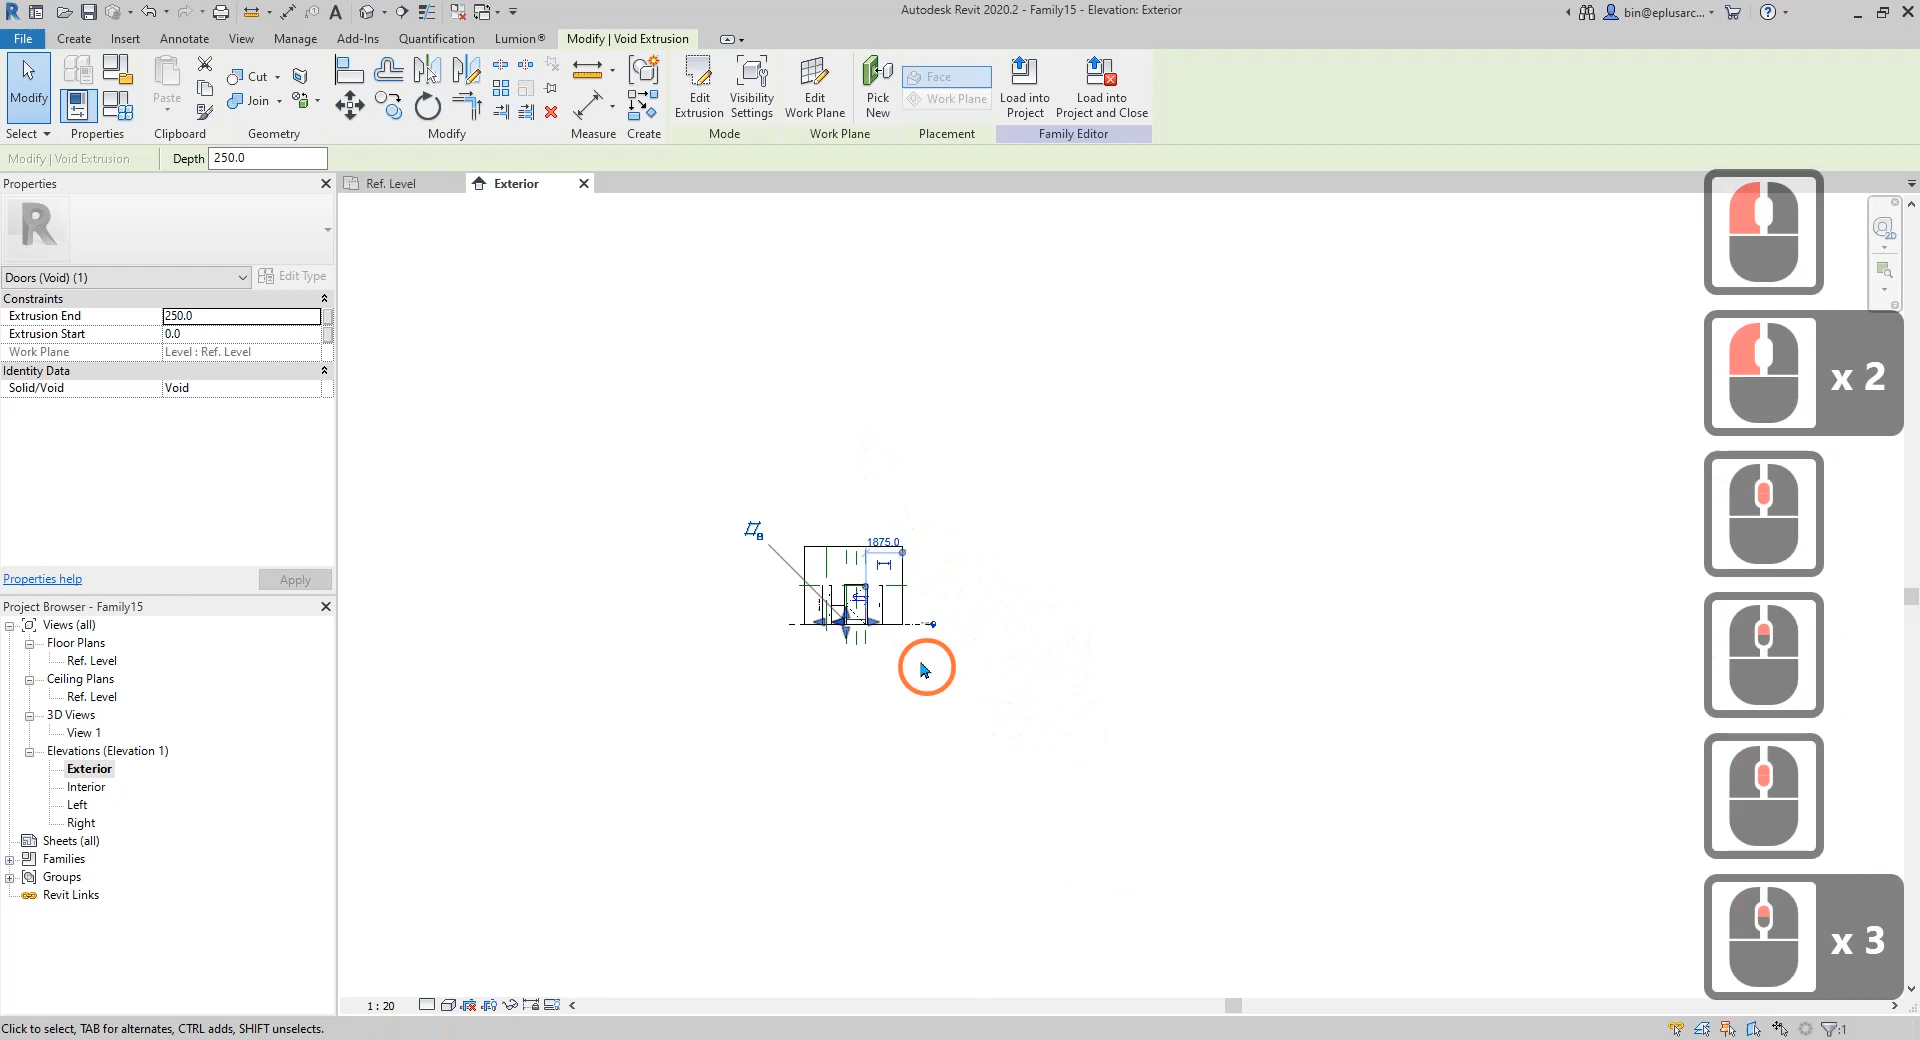 Autodesk Revit 2020.2 - Family15 - Elevation: Exterior
bin@eplusarc...
File
Create
Insert
Annotate
View
Manage
Add-Ins
Quantification
Lumion®
Modify | Void Extrusion
Modify
Select
Properties
Paste
Clipboard
Cut
Join
Geometry
Modify
Measure
Create
Edit
Extrusion
Visibility
Settings
Mode
Edit
Work Plane
Work Plane
Pick
New
Face
Work Plane
Placement
Load into
Project
Load into
Project and Close
Family Editor
Modify | Void Extrusion
Depth 250.0
Properties
Ref. Level
Exterior
R
Doors (Void) (1)
Edit Type
Constraints
Extrusion End 250.0
Extrusion Start 0.0
Work Plane Level : Ref. Level
Identity Data
Solid/Void Void
Properties help
Apply
Project Browser - Family15
Views (all)
Floor Plans
Ref. Level
Ceiling Plans
Ref. Level
3D Views
View 1
Elevations (Elevation 1)
Exterior
Interior
Left
Right
Sheets (all)
Families
Groups
Revit Links
1875.0
2D
x 2
x 3
1 : 20
Click to select, TAB for alternates, CTRL adds, SHIFT unselects.
:1